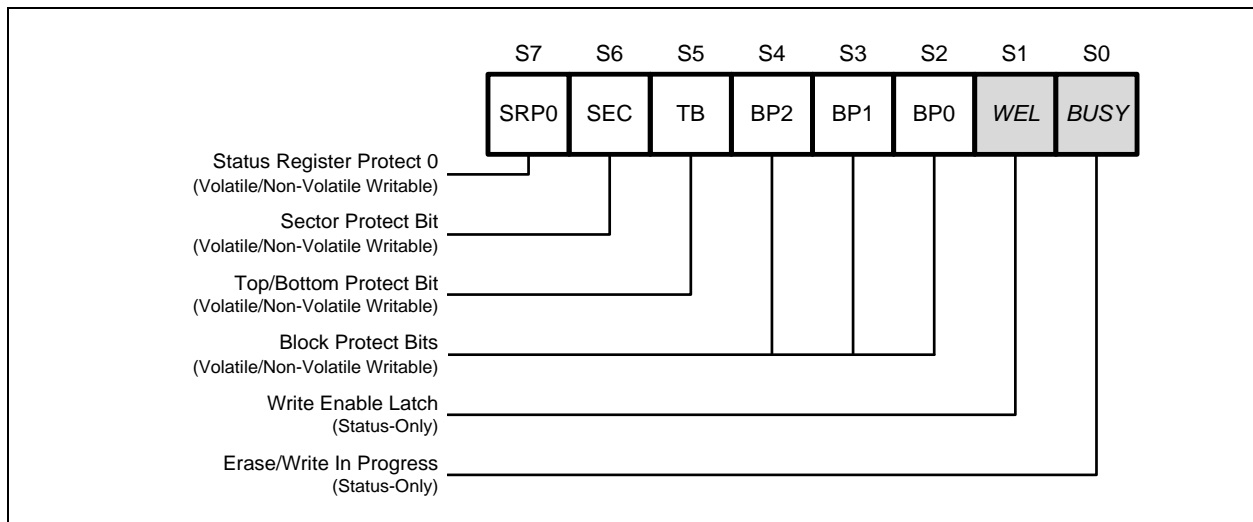 S7 S6 S5 S4 S3 S2 S1 S0
SRP0 SEC TB BP2 BP1 BP0 WEL BUSY
Status Register Protect 0
(Volatile/Non-Volatile Writable)
Sector Protect Bit
(Volatile/Non-Volatile Writable)
Top/Bottom Protect Bit
(Volatile/Non-Volatile Writable)
Block Protect Bits
(Volatile/Non-Volatile Writable)
Write Enable Latch
(Status-Only)
Erase/Write In Progress
(Status-Only)